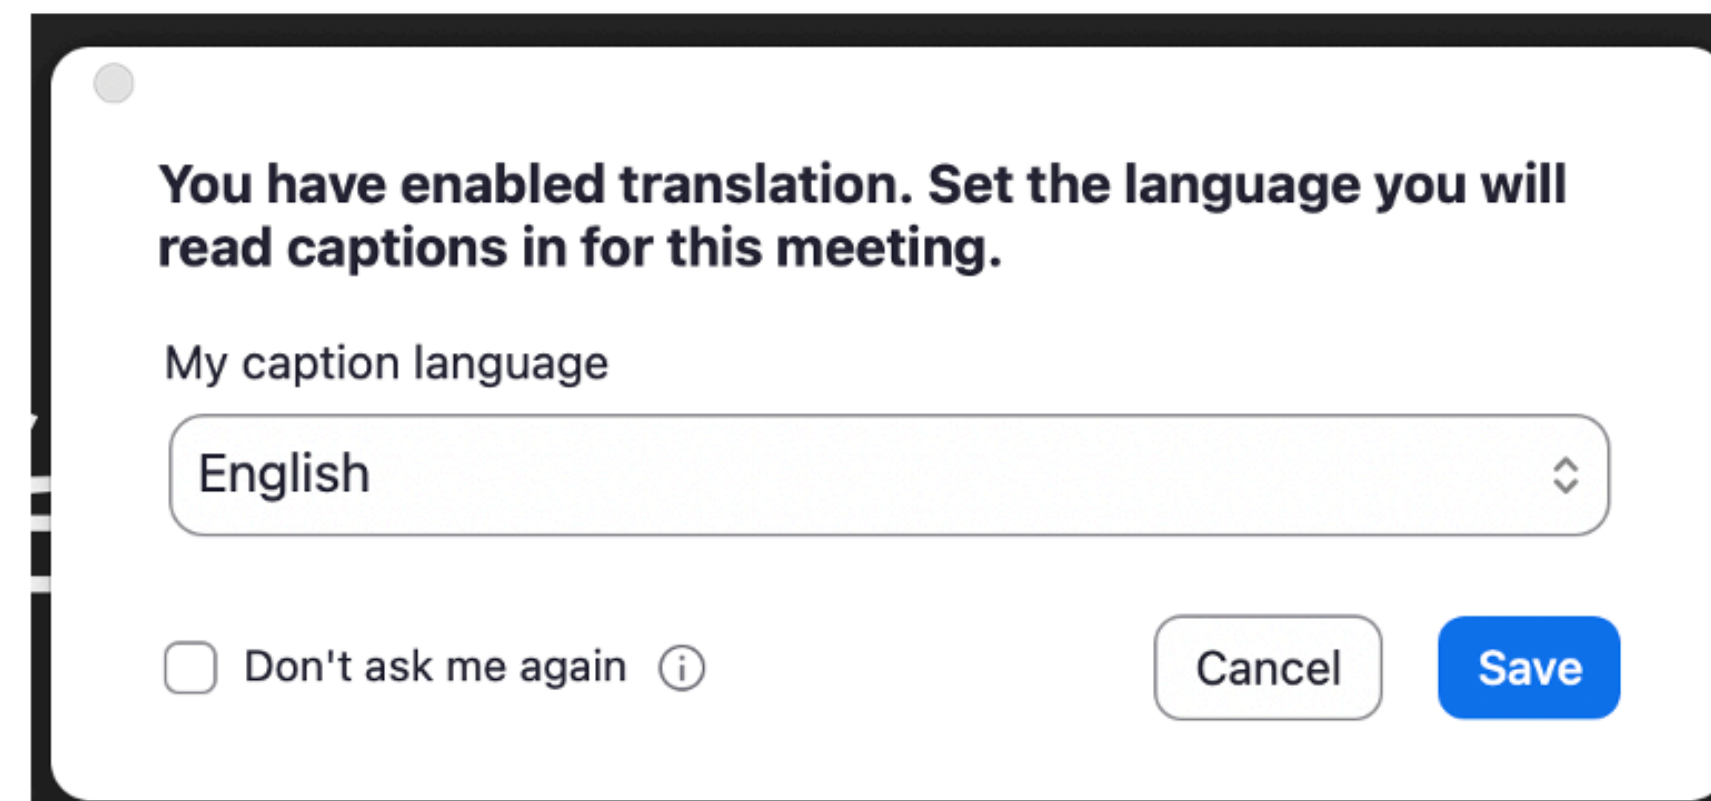 You have enabled translation. Set the language you will
read captions in for this meeting.
My caption language
English
Don't ask me again
Cancel
Save